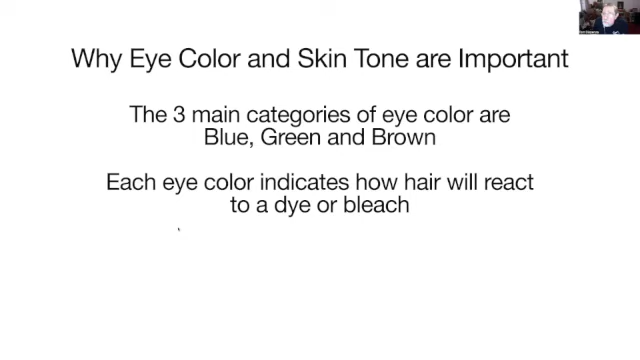 Why Eye Color and Skin Tone are Important
The 3 main categories of eye color are
Blue, Green and Brown
Each eye color indicates how hair will react
to a dye or bleach